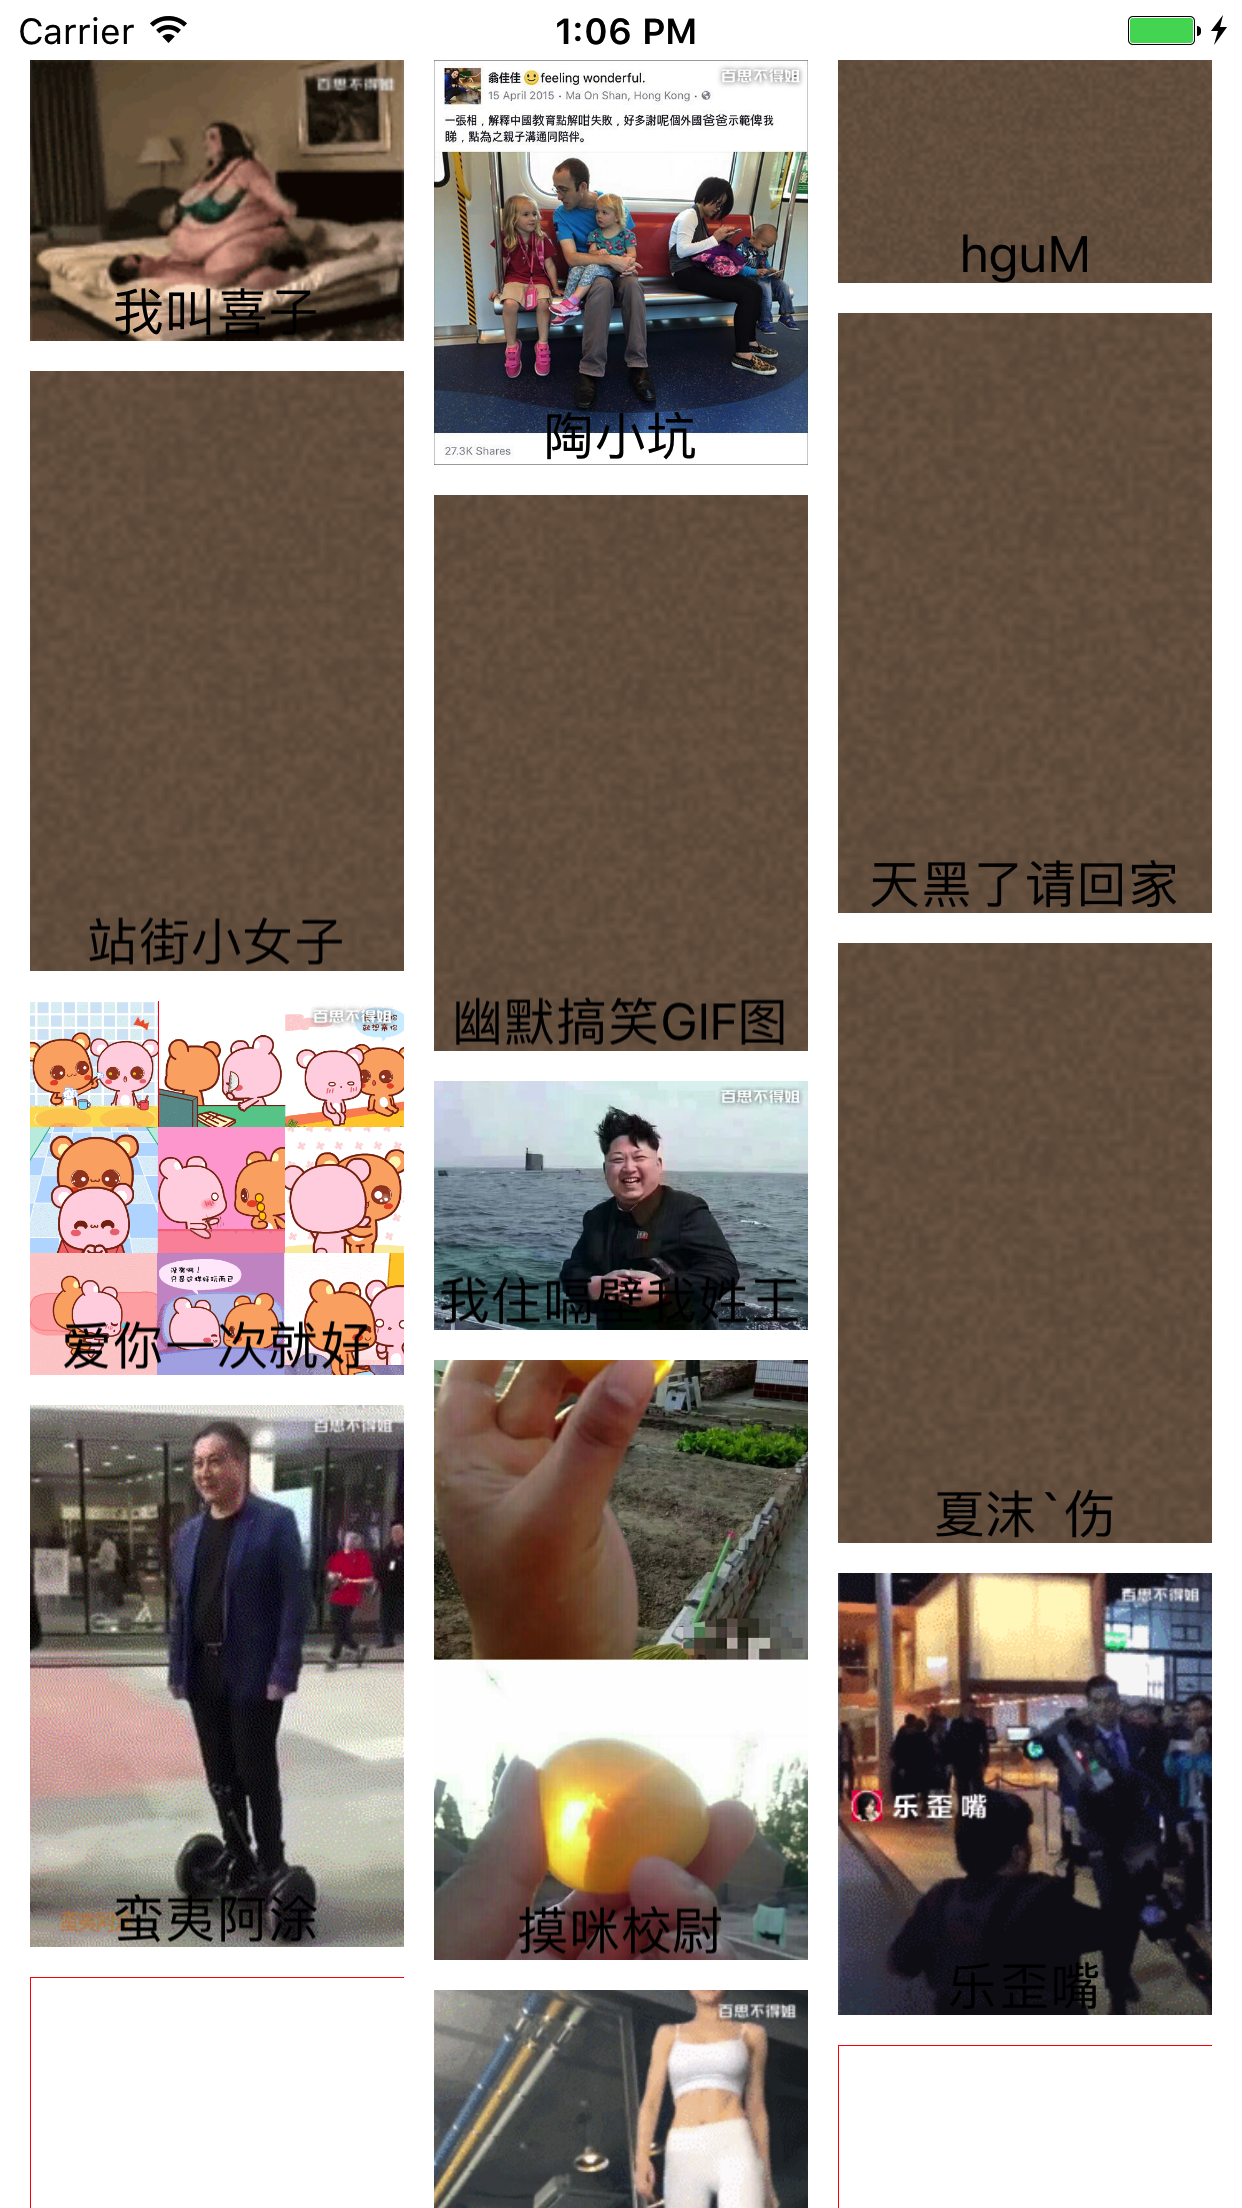 Carrier
1:06 PM
百思不得姐
我叫喜子
翁佳佳 feeling wonderful.
百思不得姐
15 April 2015 · Ma On Shan, Hong Kong ·
一張相，解釋中國教育點解咁失敗，好多謝呢個外國爸爸示範俾我
睇，點為之親子溝通同陪伴。
27.3K Shares
陶小坑
hguM
站街小女子
幽默搞笑GIF图
天黑了请回家
百思不得姐
爱你一次就好
百思不得姐
我住嗝壁我姓王
夏沫`伤
百思不得姐
蛮夷阿涂
摸咪校尉
百思不得姐
乐歪嘴
乐歪嘴
百思不得姐